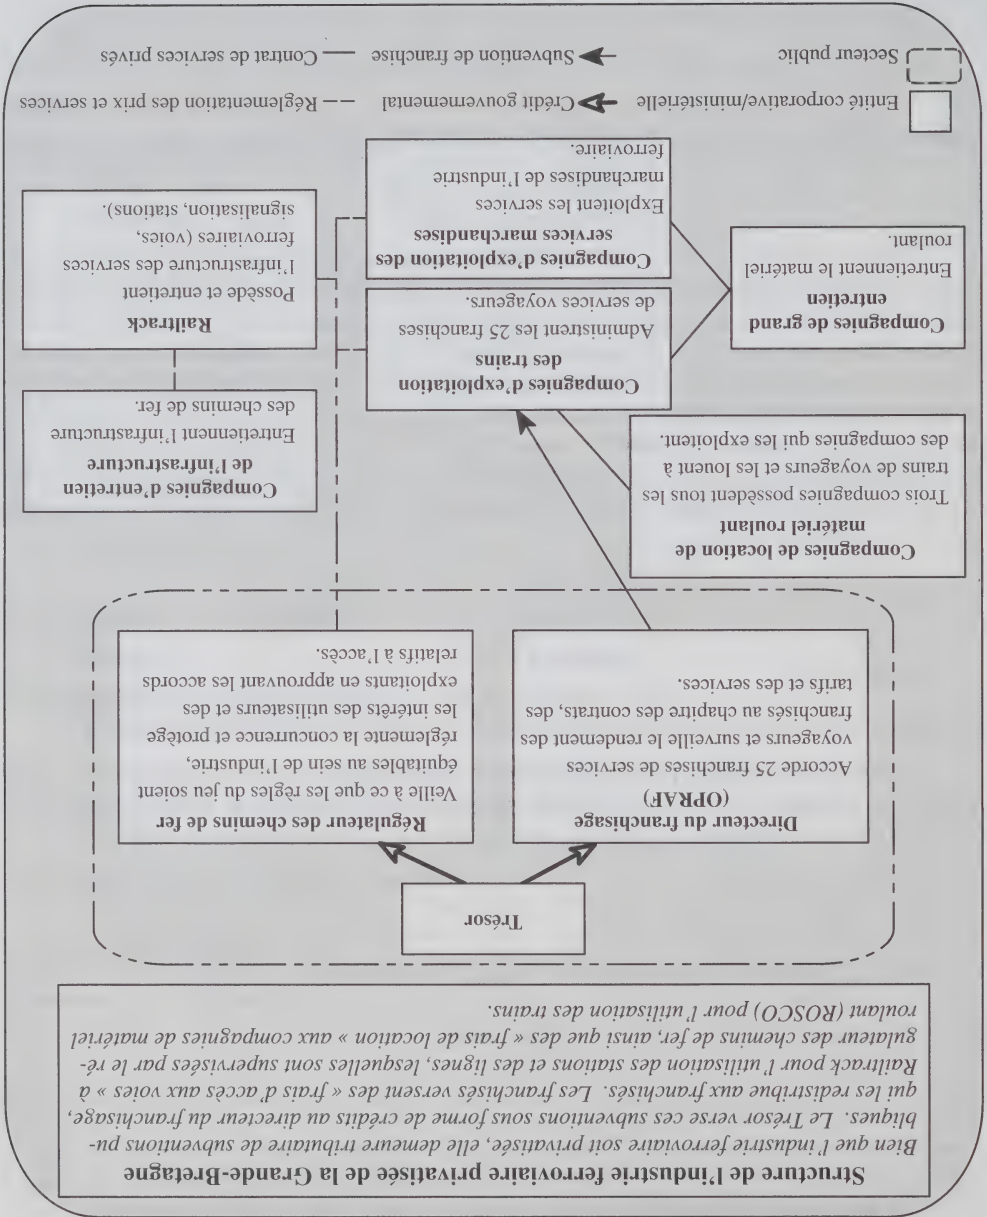 Structure de l'industrie ferroviaire privatisée de la Grande-Bretagne
Bien que l'industrie ferroviaire soit privatisée, elle demeure tributaire de subventions pu-
bliques. Le Trésor verse ces subventions sous forme de crédits au directeur du franchisage,
qui les redistribue aux franchisés. Les franchisés versent des « frais d'accès aux voies » à
Railtrack pour l'utilisation des stations et des lignes, lesquelles sont supervisées par le ré-
gulateur des chemins de fer, ainsi que des « frais de location » aux compagnies de matériel
roulant (ROSCO) pour l'utilisation des trains.
Trésor
Directeur du franchisage
(OPRAF)
Accorde 25 franchises de services
voyageurs et surveille le rendement des
franchisés au chapitre des contrats, des
tarifs et des services.
Régulateur des chemins de fer
Veille à ce que les règles du jeu soient
équitables au sein de l'industrie,
réglemente la concurrence et protège
les intérêts des utilisateurs et des
exploitants en approuvant les accords
relatifs à l'accès.
Compagnies de location de
matériel roulant
Trois compagnies possèdent tous les
trains de voyageurs et les louent à
des compagnies qui les exploitent.
Compagnies d'entretien
de l'infrastructure
Entretiennent l'infrastructure
des chemins de fer.
Compagnies d'exploitation
des trains
Administrent les 25 franchises
de services voyageurs.
Compagnies de grand
entretien
Entretiennent le matériel
roulant.
Compagnies d'exploitation des
services marchandises
Exploitent les services
marchandises de l'industrie
ferroviaire.
Railtrack
Possède et entretient
l'infrastructure des services
ferroviaires (voies,
signalisation, stations).
Entité corporative/ministérielle
Crédit gouvernemental
Réglementation des prix et services
Secteur public
Subvention de franchise
Contrat de services privés